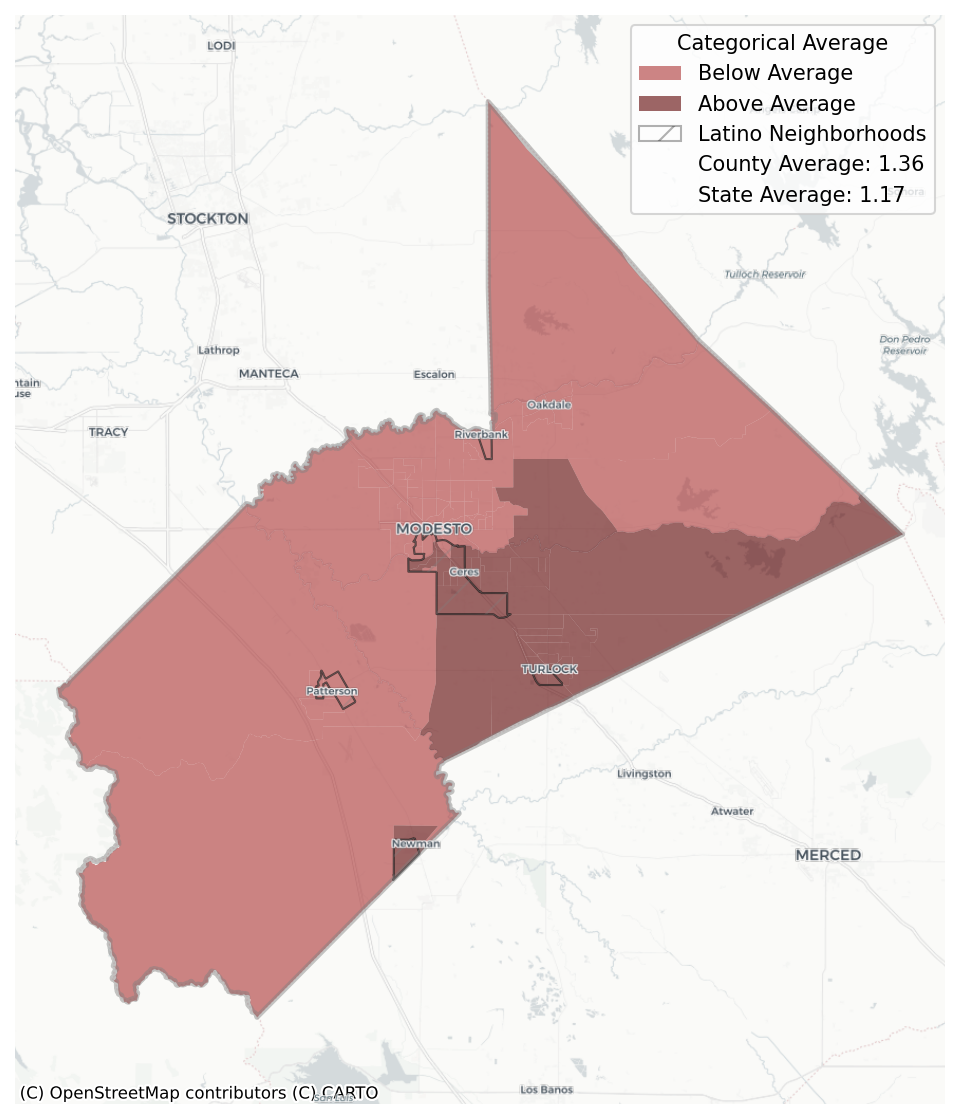 LODI
Categorical Average
Below Average
Above Average
Latino Neighborhoods
County Average: 1.36
State Average: 1.17
STOCKTON
Tulloch Reservoir
Don Pedro
Reservoir
Lathrop
MANTECA
Escalon
ntain
use
Oakdale
TRACY
Riverbank
MODESTO
Ceres
TURLOCK
Patterson
Livingston
Atwater
Newman
MERCED
Los Banos
(C) OpenStreetMap contributors (C) CARTO
San Luis